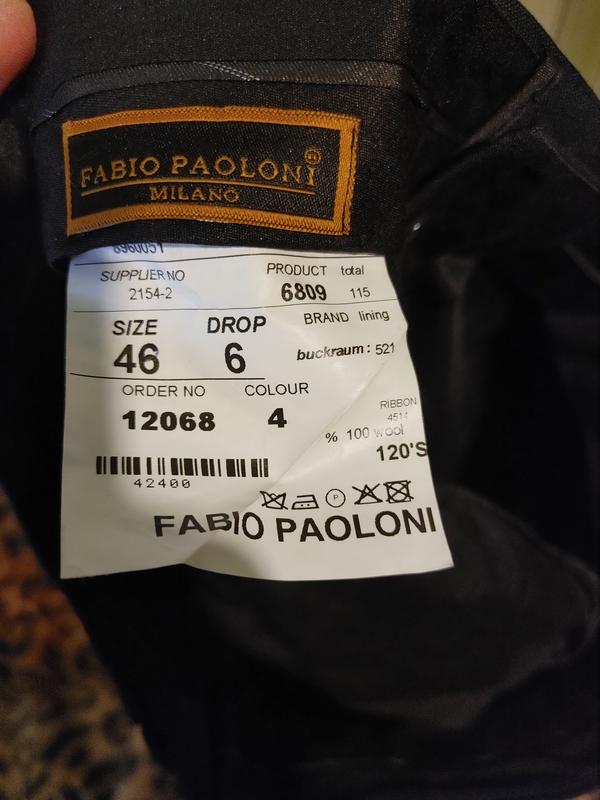 FABIO PAOLONI®
MILANO
8960051
SUPPLIER NO PRODUCT total
2154-2 6809 115
SIZE DROP BRAND lining
46 6 buckraum: 521
ORDER NO COLOUR
12068 4
RIBBON
4514
% 100 wool
120'S
42400
P
FABIO PAOLONI